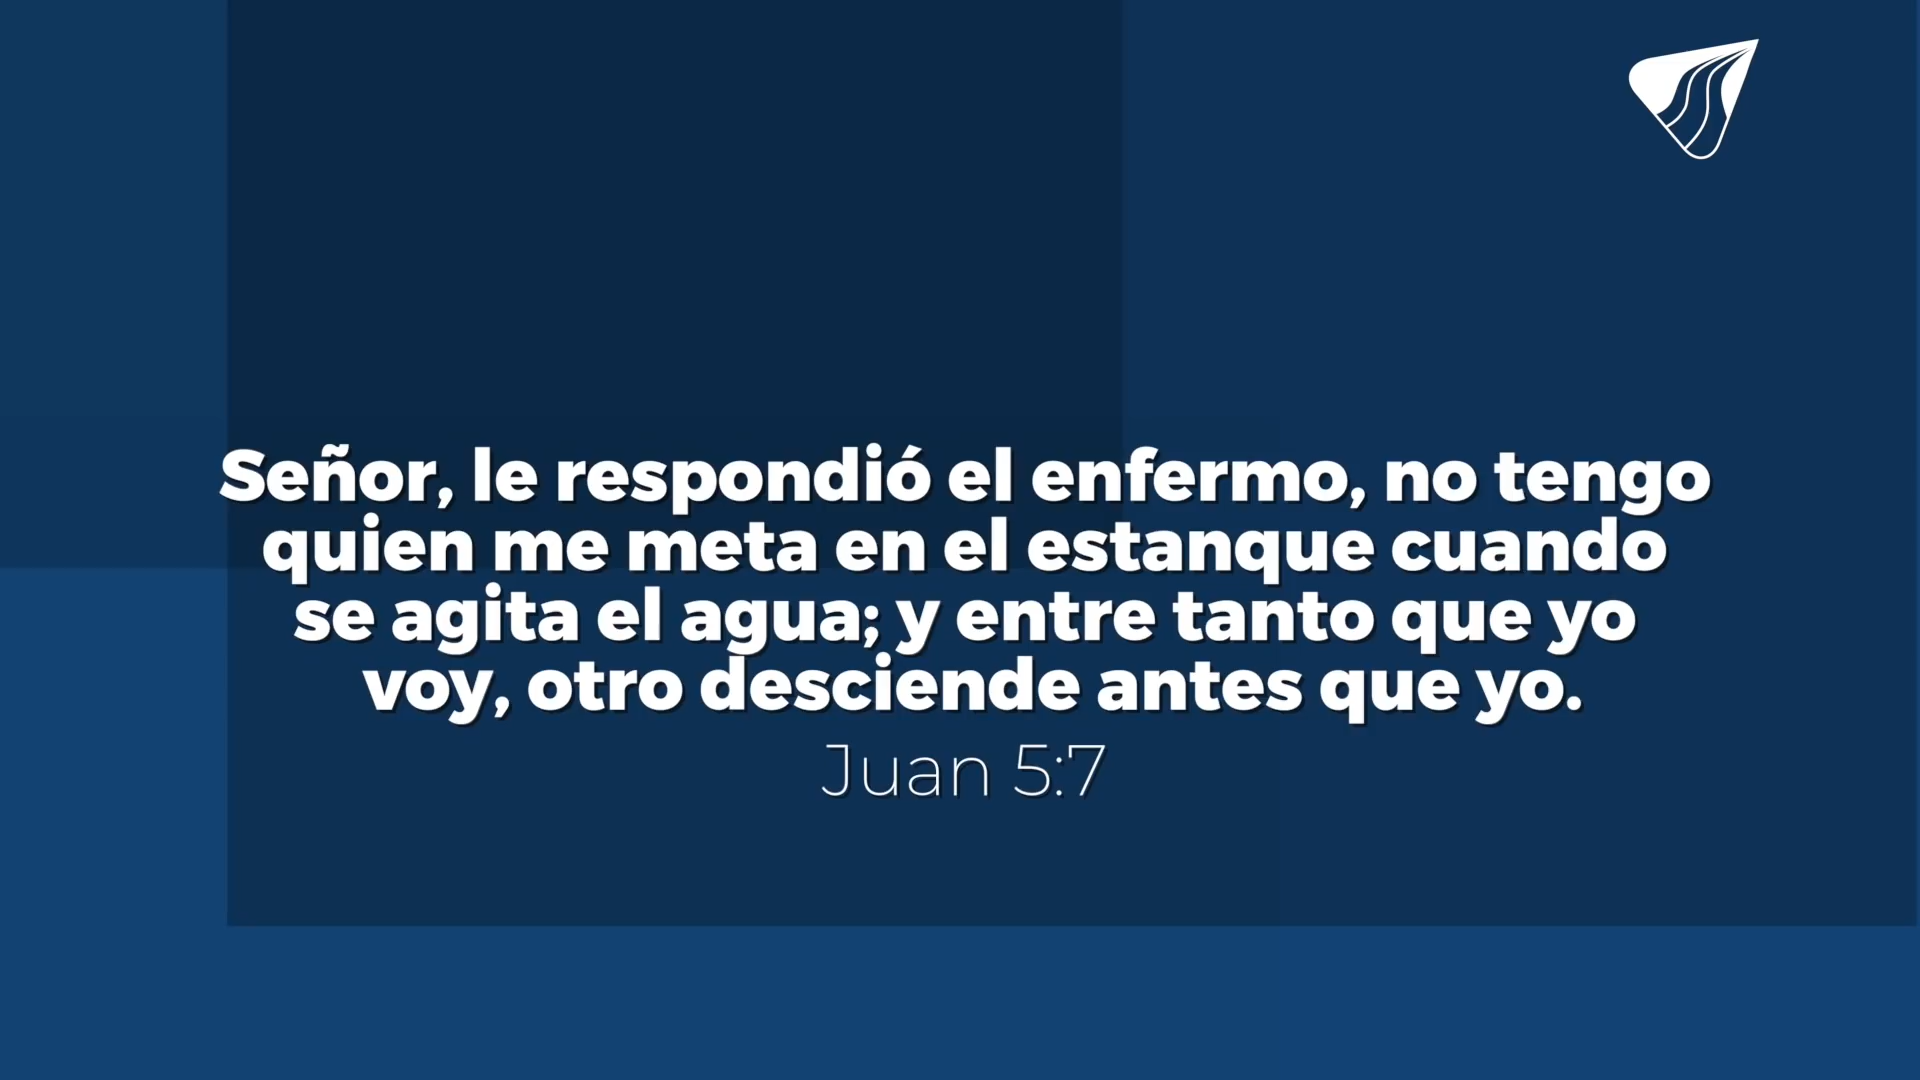 Señor, le respondió el enfermo, no tengo
quien me meta en el estanque cuando
se agita el agua; y entre tanto que yo
voy, otro desciende antes que yo.
Juan 5:7